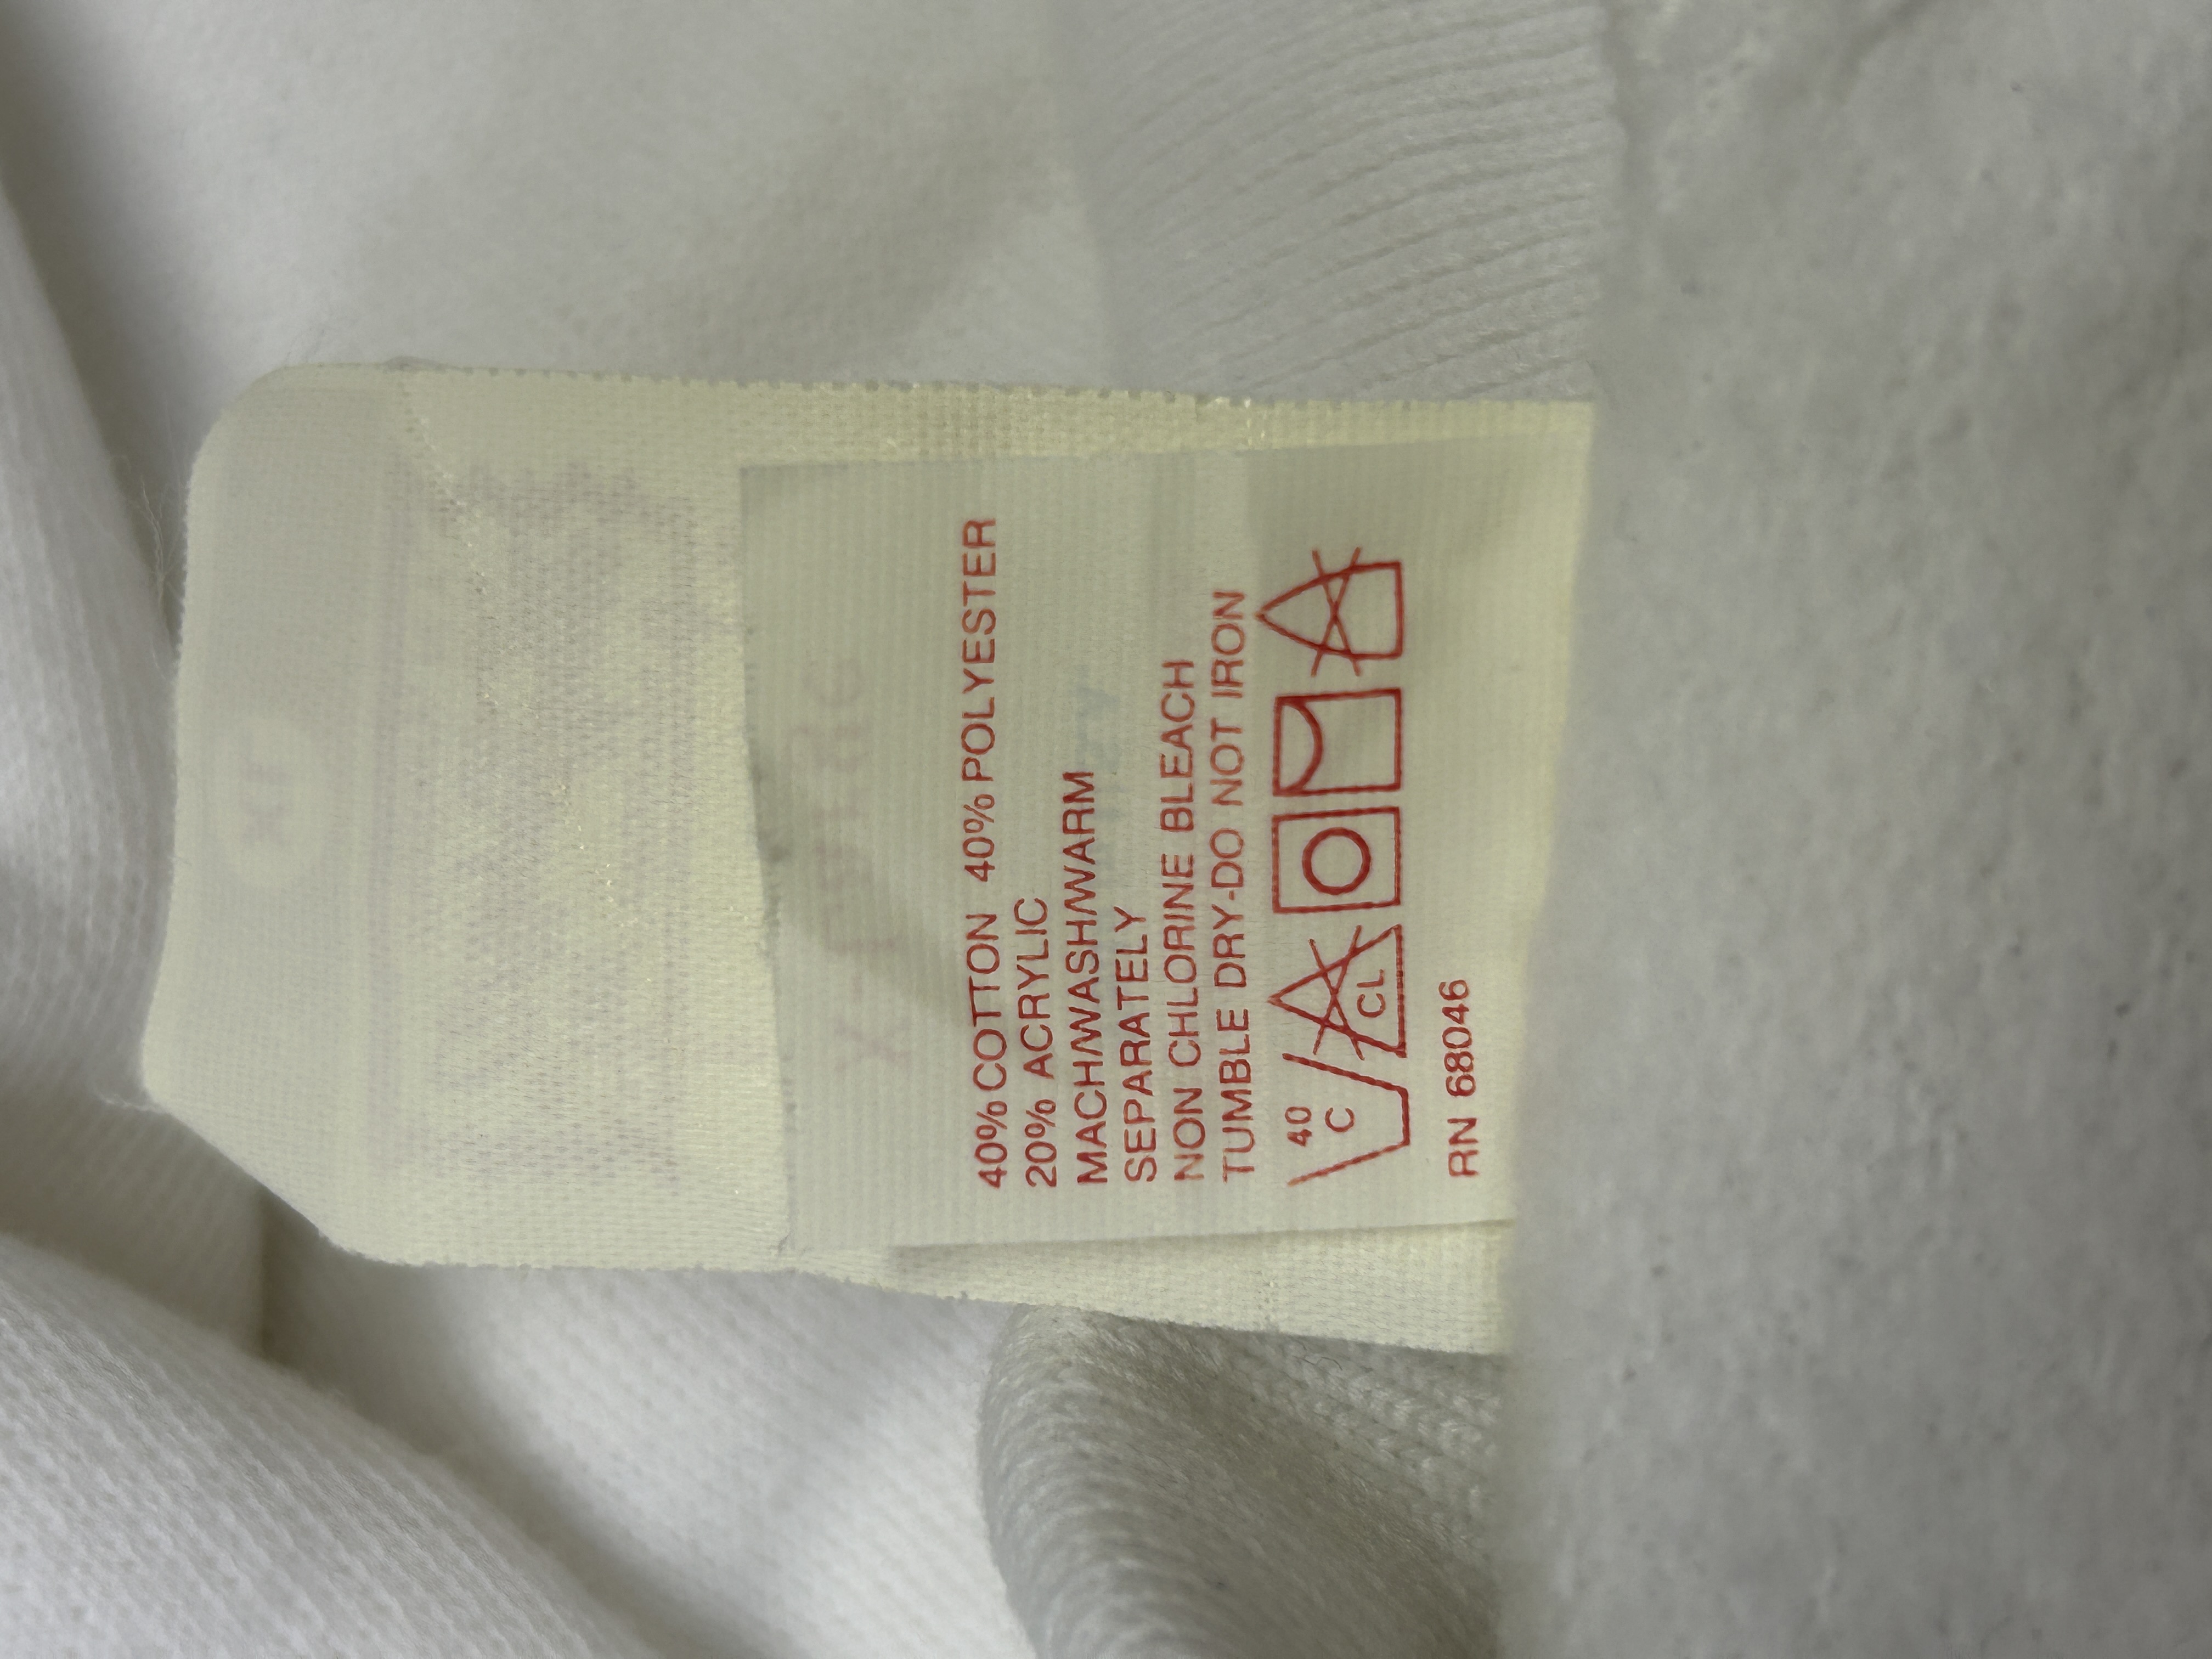 40% COTTON 40% POLYESTER
20% ACRYLIC
MACH/WASH/WARM
SEPARATELY
NON CHLORINE BLEACH
TUMBLE DRY-DO NOT IRON
40
C
CL
RN 68046